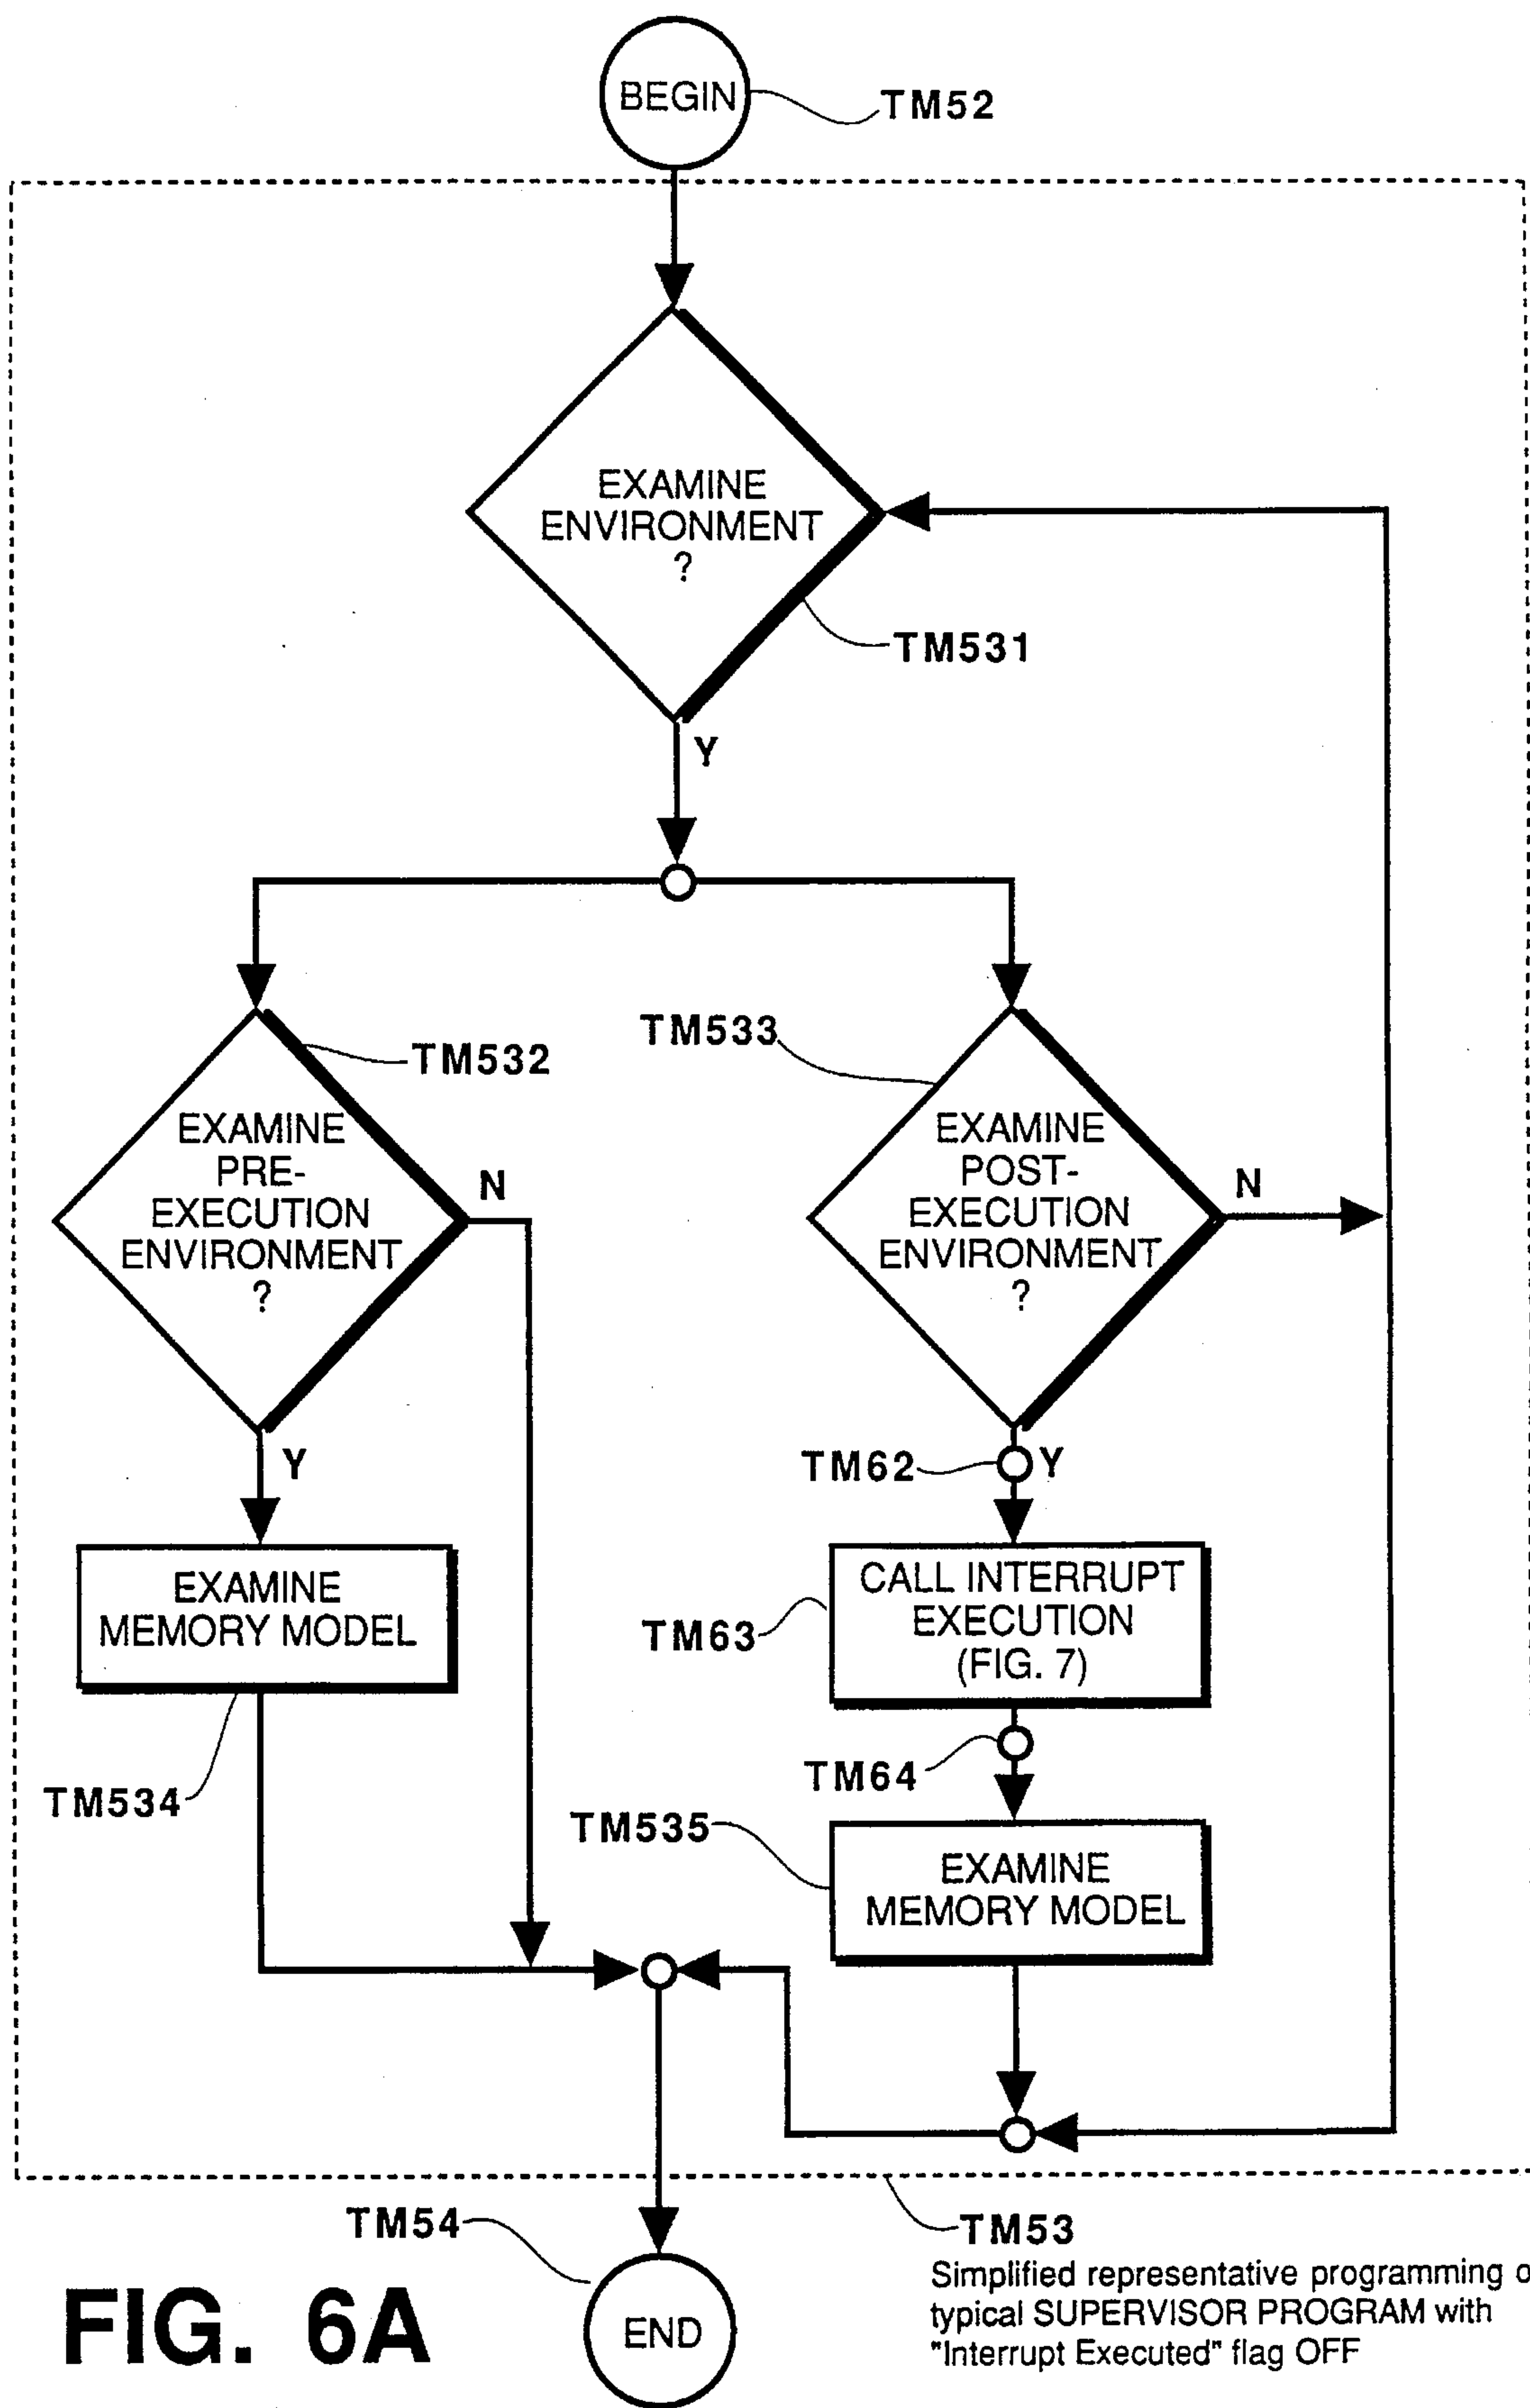 BEGIN
TM52
EXAMINE
ENVIRONMENT
?
TM531
Y
TM532
TM533
EXAMINE
PRE-
EXECUTION
ENVIRONMENT
?
N
EXAMINE
POST-
EXECUTION
ENVIRONMENT
?
N
Y
TM62
Y
EXAMINE
MEMORY MODEL
CALL INTERRUPT
EXECUTION
(FIG. 7)
TM63
TM534
TM64
TM535
EXAMINE
MEMORY MODEL
TM54
TM53
END
Simplified representative programming o
typical SUPERVISOR PROGRAM with
"Interrupt Executed" flag OFF
FIG. 6A